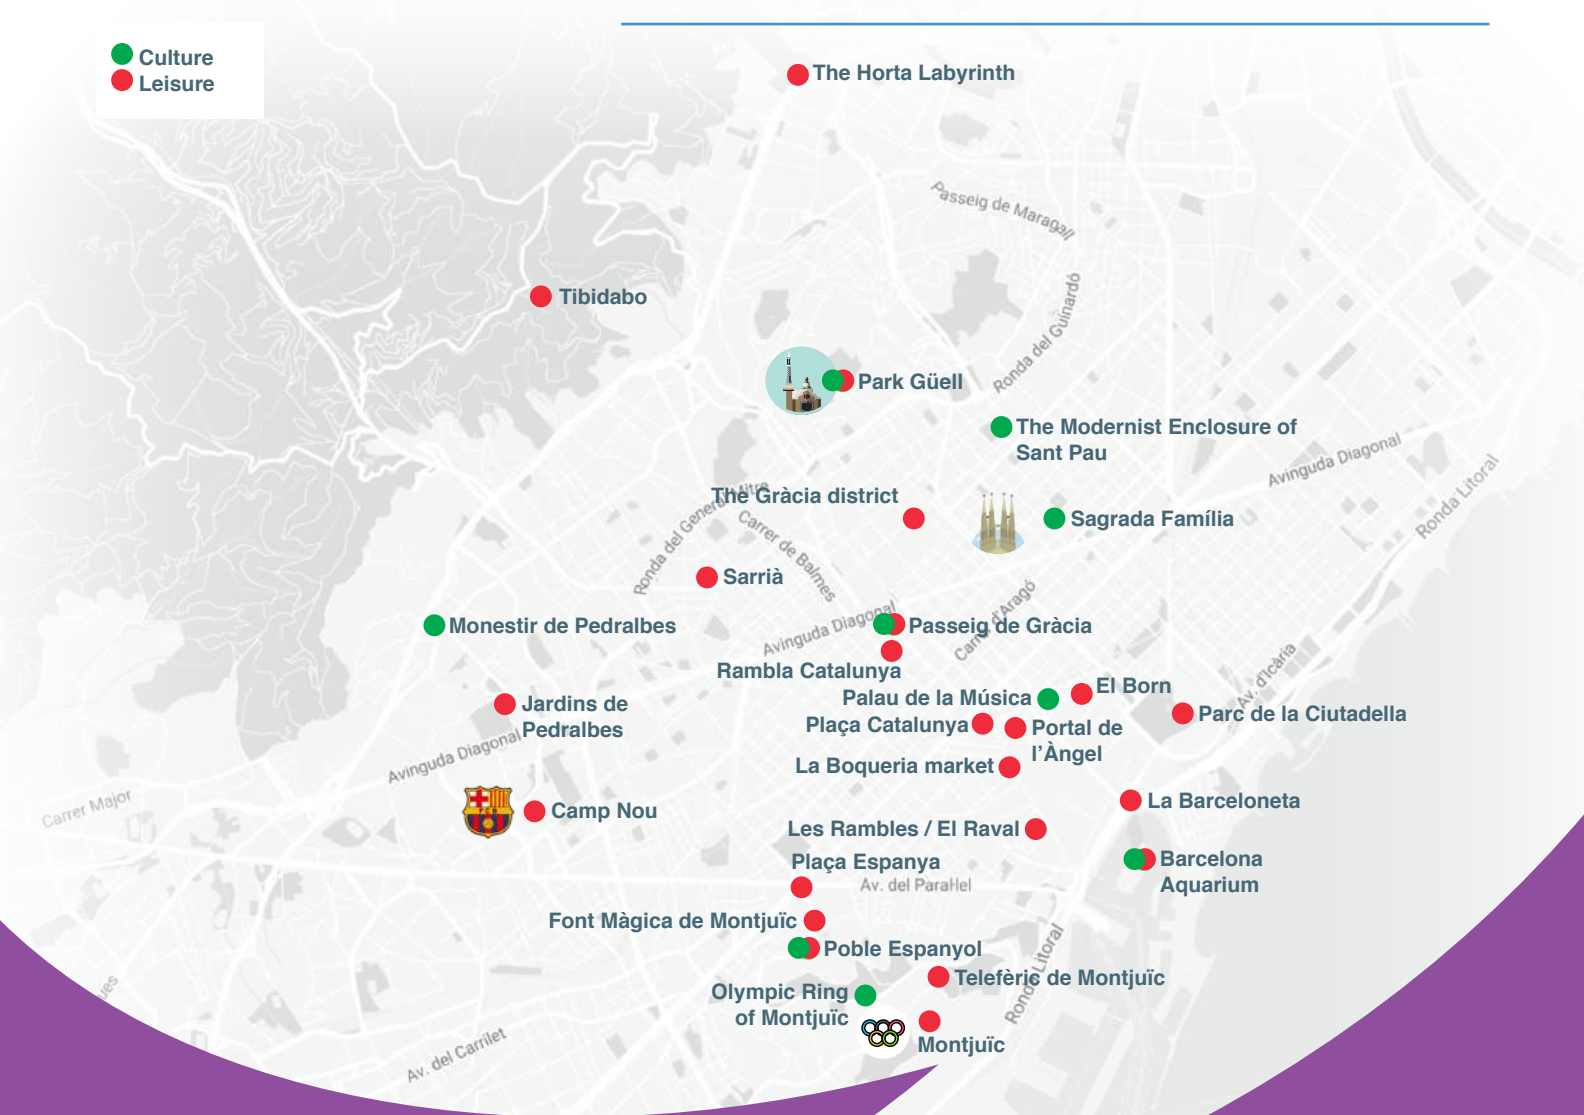 Culture
Leisure
The Horta Labyrinth
Passeig de Maragall
Tibidabo
Ronda del Guinardó
Park Güell
The Modernist Enclosure of
Sant Pau
Avinguda Diagonal
Ronda Litoral
The Gràcia district
Ronda del General Mitre
Carrer de Balmes
Sagrada Família
Sarrià
Carrer d'Aragó
Monestir de Pedralbes
Avinguda Diagonal
Passeig de Gràcia
Rambla Catalunya
Av. d'Icària
Palau de la Música
El Born
Jardins de
Pedralbes
Plaça Catalunya
Portal de
l'Àngel
Parc de la Ciutadella
Avinguda Diagonal
La Boqueria market
Carrer Major
Camp Nou
La Barceloneta
Les Rambles / El Raval
Plaça Espanya
Av. del Paral·lel
Barcelona
Aquarium
Font Màgica de Montjuïc
Poble Espanyol
Ronda Litoral
Telefèric de Montjuïc
Olympic Ring
of Montjuïc
Montjuïc
Av. del Carrilet